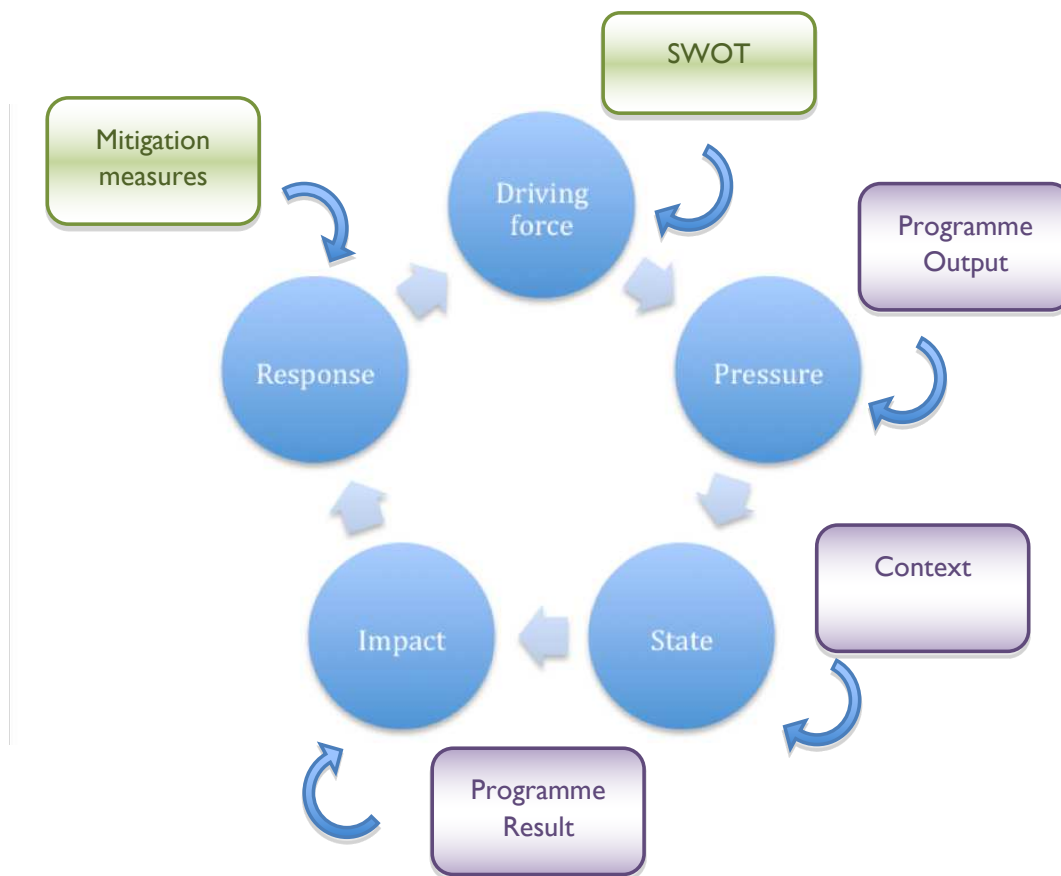 SWOT
Mitigation
measures
Driving
force
Programme
Output
Response
Pressure
Context
Impact
State
Programme
Result